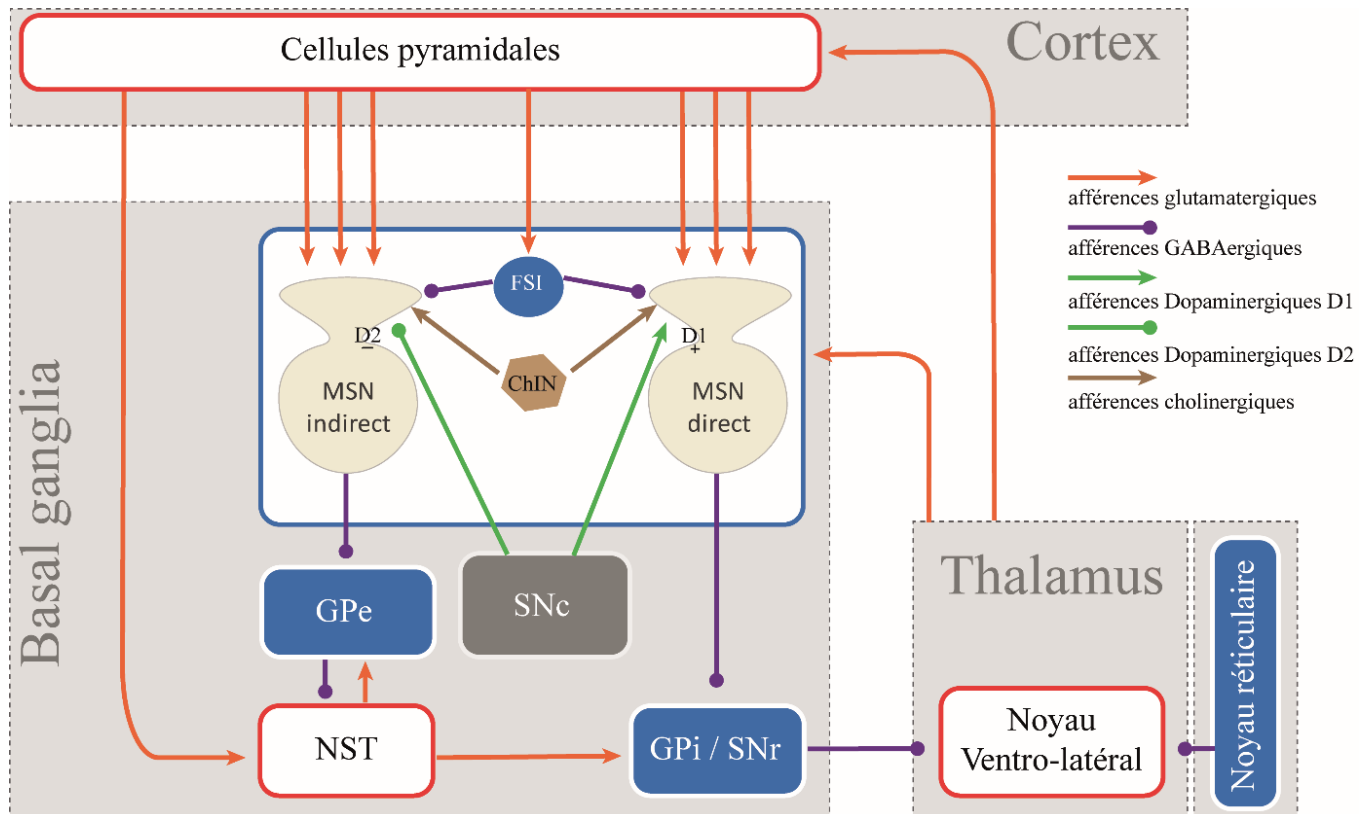 Cellules pyramidales
Cortex
afférences glutamatergiques
afférences GABAergiques
afférences Dopaminergiques D1
afférences Dopaminergiques D2
afférences cholinergiques
Basal ganglia
FSI
D2
–
D1
+
ChIN
MSN
indirect
MSN
direct
GPe
SNc
NST
GPi / SNr
Thalamus
Noyau
Ventro-latéral
Noyau réticulaire